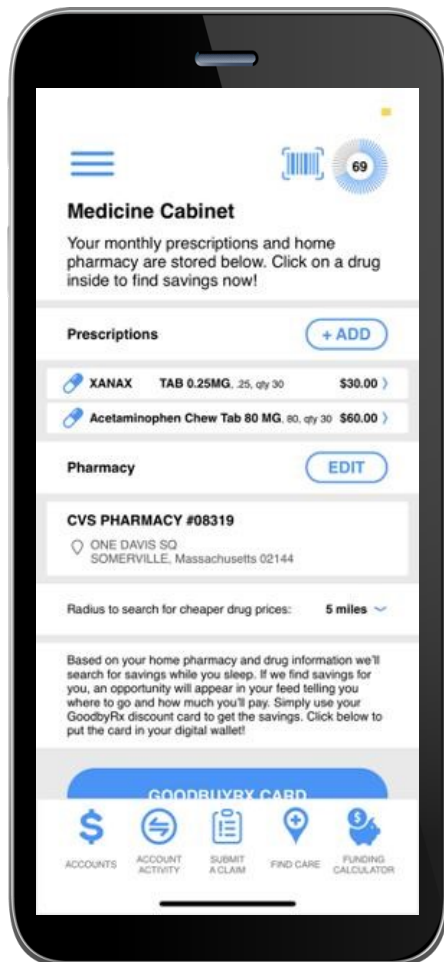 69
Medicine Cabinet
Your monthly prescriptions and home
pharmacy are stored below. Click on a drug
inside to find savings now!
Prescriptions + ADD
XANAX TAB 0.25MG, .25, qty 30 $30.00 >
Acetaminophen Chew Tab 80 MG, 80, qty 30 $60.00 >
Pharmacy EDIT
CVS PHARMACY #08319
ONE DAVIS SQ
SOMERVILLE, Massachusetts 02144
Radius to search for cheaper drug prices: 5 miles
Based on your home pharmacy and drug information we'll
search for savings while you sleep. If we find savings for
you, an opportunity will appear in your feed telling you
where to go and how much you'll pay. Simply use your
GoodbyRx discount card to get the savings. Click below to
put the card in your digital wallet!
GOODBUYRX CARD
ACCOUNTS
ACCOUNT
ACTIVITY
SUBMIT
A CLAIM
FIND CARE
FUNDING
CALCULATOR